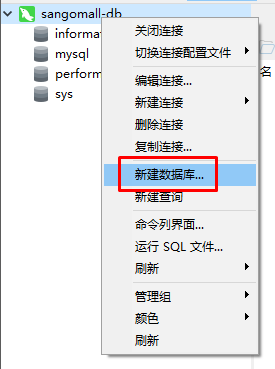 sangomall-db
informat
mysql
perform
sys
名
关闭连接
切换连接配置文件
编辑连接...
新建连接
删除连接
复制连接...
新建数据库...
新建查询
命令列界面...
运行 SQL 文件...
刷新
管理组
颜色
刷新